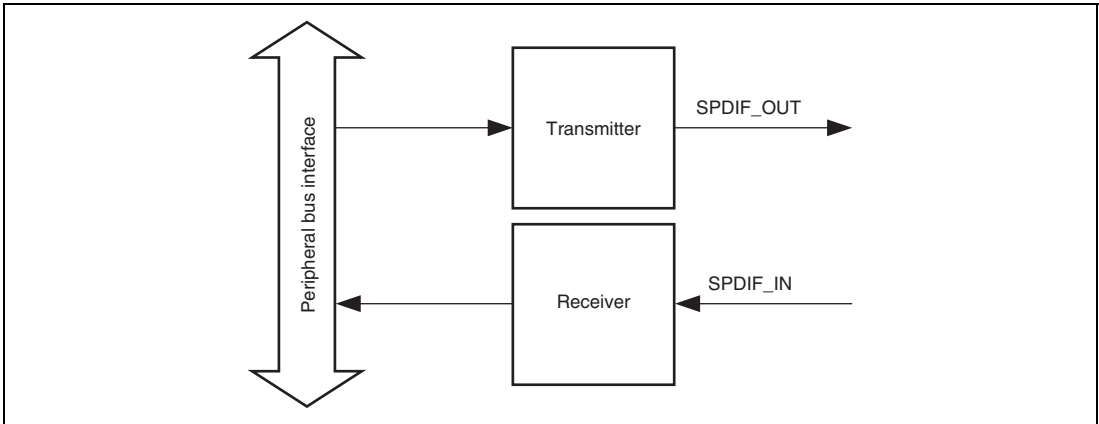 Peripheral bus interface
Transmitter
SPDIF_OUT
Receiver
SPDIF_IN